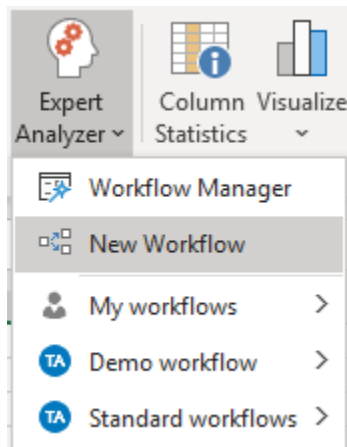 Expert
Analyzer
Column
Statistics
Visualize
Workflow Manager
New Workflow
My workflows
TA Demo workflow
TA Standard workflows